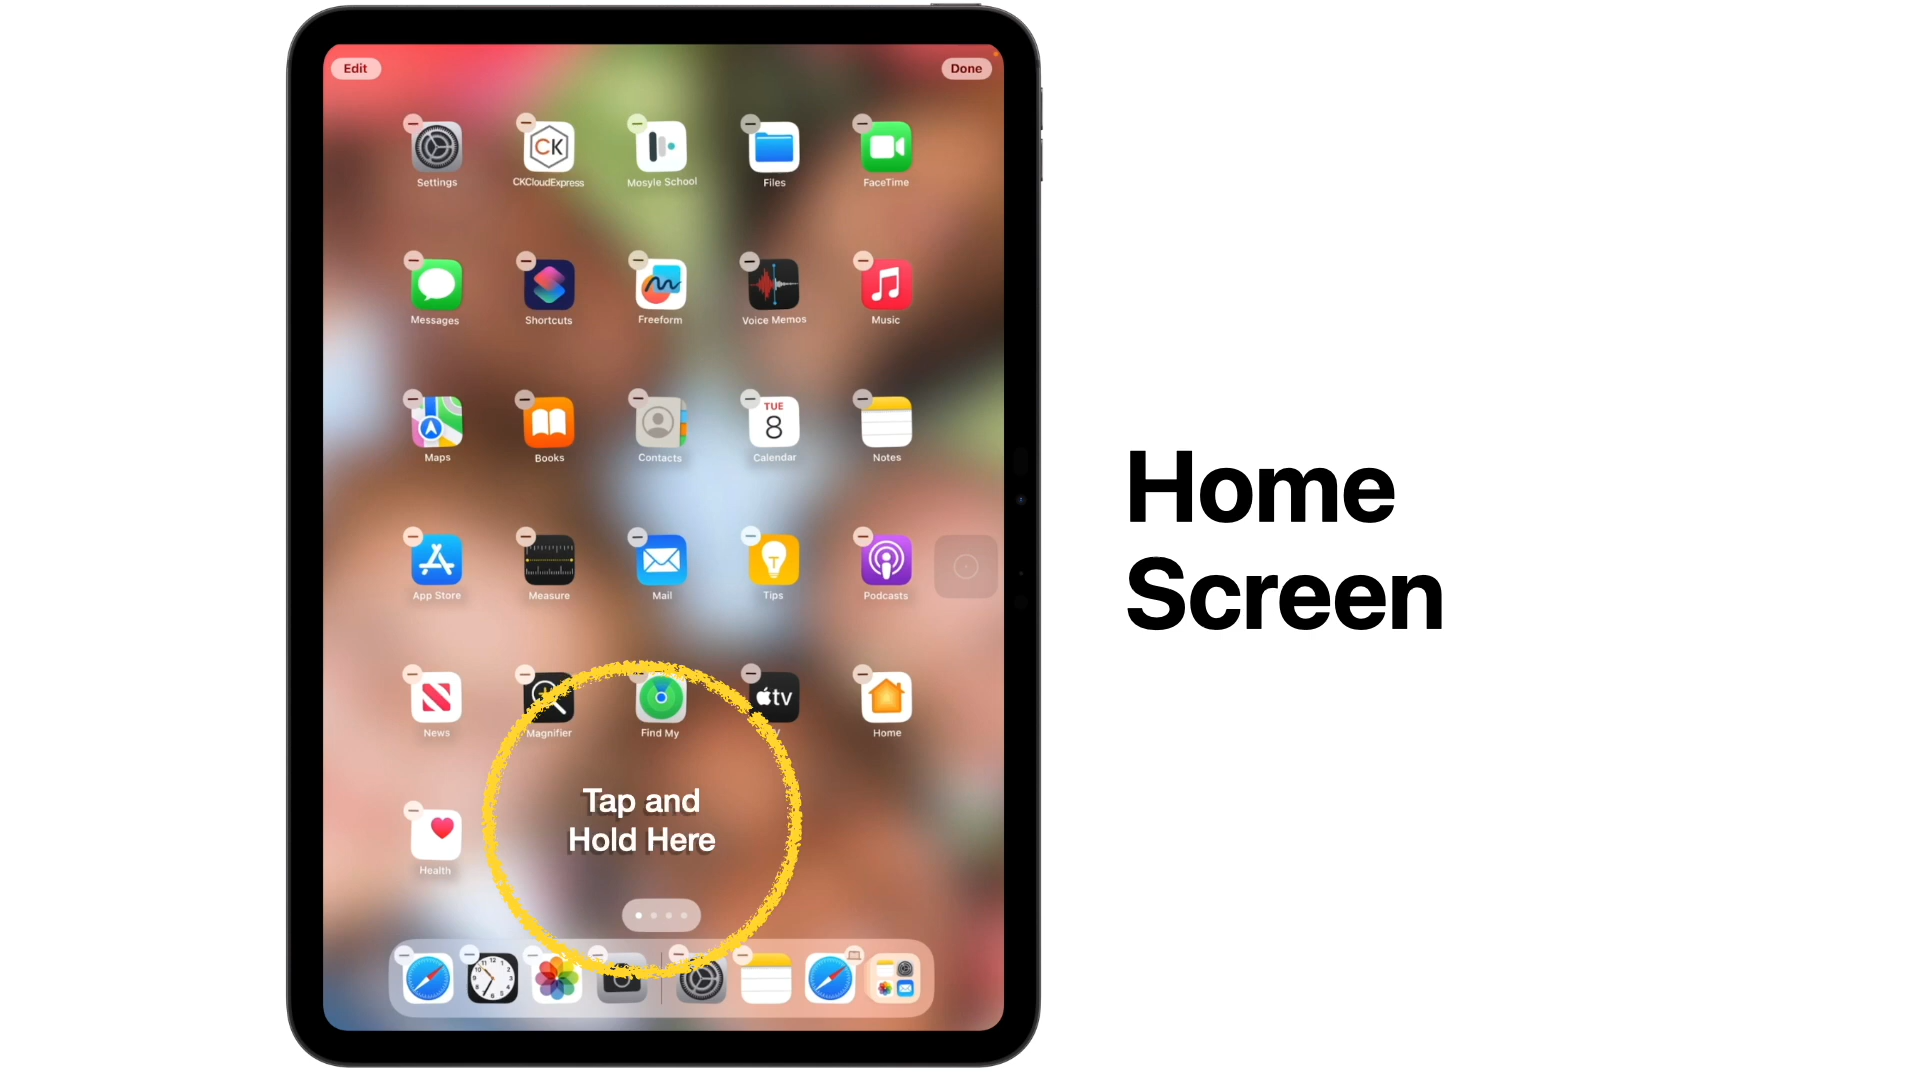 Edit
Done
CK
Settings
CKCloudExpress
Mosyle School
Files
FaceTime
Messages
Shortcuts
Freeform
Voice Memos
Music
TUE
8
Maps
Books
Contacts
Calendar
Notes
App Store
Measure
Mail
Tips
Podcasts
tv
News
Magnifier
Find My
Home
Tap and
Hold Here
Health
Home
Screen